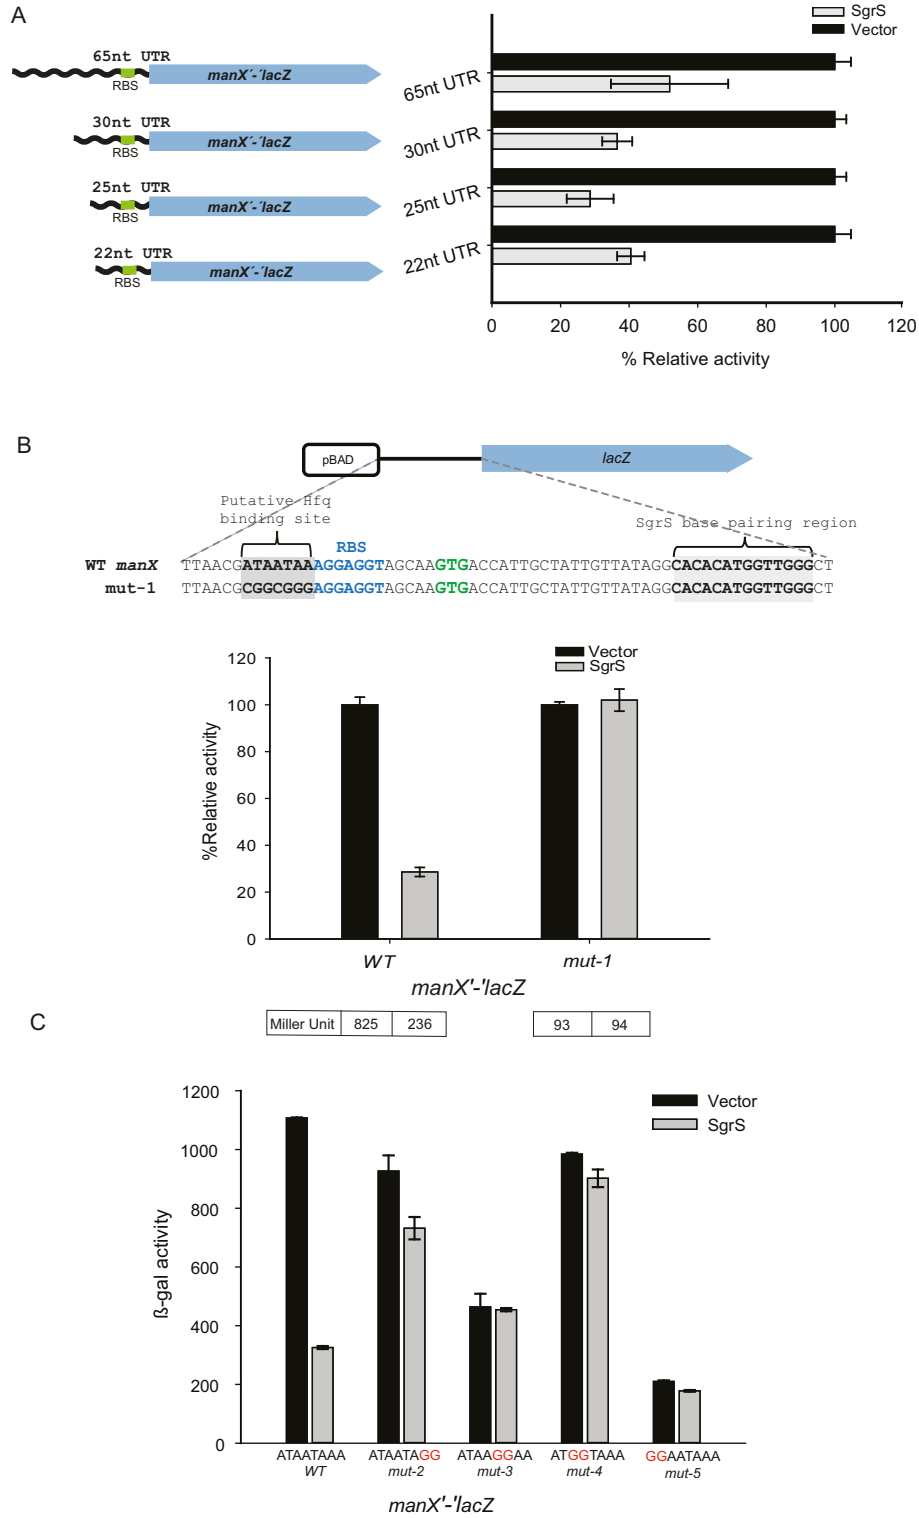 A
SgrS
Vector
65nt UTR
RBS
manX´-´lacZ
30nt UTR
RBS
manX´-´lacZ
25nt UTR
RBS
manX´-´lacZ
22nt UTR
RBS
manX´-´lacZ
65nt UTR
30nt UTR
25nt UTR
22nt UTR
0 20 40 60 80 100 120
% Relative activity
B
pBAD
lacZ
Putative Hfq
binding site
SgrS base pairing region
RBS
WT manX TTAACGATAATAAAGGAGGTAGCAAGTGACCATTGCTATTGTTATAGGCACACATGGTTGGGCT
mut-1 TTAACGCGGCGGGAGGAGGTAGCAAGTGACCATTGCTATTGTTATAGGCACACATGGTTGGGCT
Vector
SgrS
120
100
80
60
40
20
0
%Relative activity
WT mut-1
manX'-'lacZ
C
Miller Unit 825 236 93 94
Vector
SgrS
1200
1000
800
600
400
200
0
ß-gal activity
ATAATAAA ATAATAGG ATAAGGAA ATGGTAAA GGAATAAA
WT mut-2 mut-3 mut-4 mut-5
manX'-'lacZ